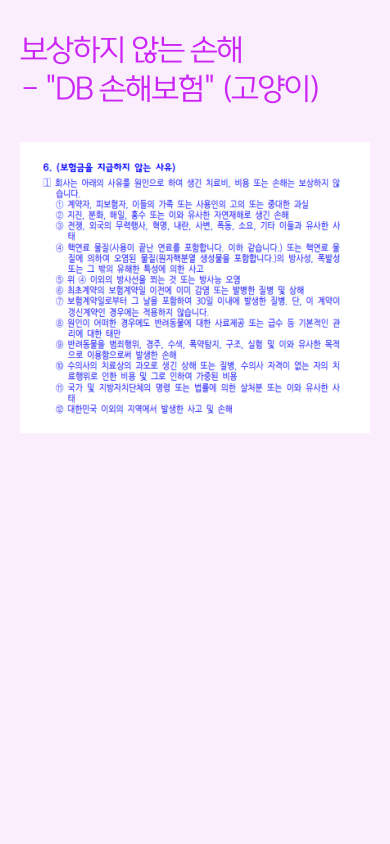 보상하지 않는 손해
- "DB 손해보험" (고양이)
6. (보험금을 지급하지 않는 사유)
1 회사는 아래의 사유를 원인으로 하여 생긴 치료비, 비용 또는 손해는 보상하지 않
습니다.
① 계약자, 피보험자, 이들의 가족 또는 사용인의 고의 또는 중대한 과실
② 지진, 분화, 해일, 홍수 또는 이와 유사한 자연재해로 생긴 손해
③ 전쟁, 외국의 무력행사, 혁명, 내란, 사변, 폭동, 소요, 기타 이들과 유사한 사
태
④ 핵연료 물질(사용이 끝난 연료를 포함합니다. 이하 같습니다.) 또는 핵연료 물
질에 의하여 오염된 물질(원자핵분열 생성물을 포함합니다.)의 방사성, 폭발성
또는 그 밖의 유해한 특성에 의한 사고
⑤ 위 ④ 이외의 방사선을 쬐는 것 또는 방사능 오염
⑥ 최초계약의 보험계약일 이전에 이미 감염 또는 발병한 질병 및 상해
⑦ 보험계약일로부터 그 날을 포함하여 30일 이내에 발생한 질병. 단, 이 계약이
갱신계약인 경우에는 적용하지 않습니다.
⑧ 원인이 어떠한 경우에도 반려동물에 대한 사료제공 또는 급수 등 기본적인 관
리에 대한 태만
⑨ 반려동물을 범죄행위, 경주, 수색, 폭약탐지, 구조, 실험 및 이와 유사한 목적
으로 이용함으로써 발생한 손해
⑩ 수의사의 치료상의 과오로 생긴 상해 또는 질병, 수의사 자격이 없는 자의 치
료행위로 인한 비용 및 그로 인하여 가중된 비용
⑪ 국가 및 지방자치단체의 명령 또는 법률에 의한 살처분 또는 이와 유사한 사
태
⑫ 대한민국 이외의 지역에서 발생한 사고 및 손해